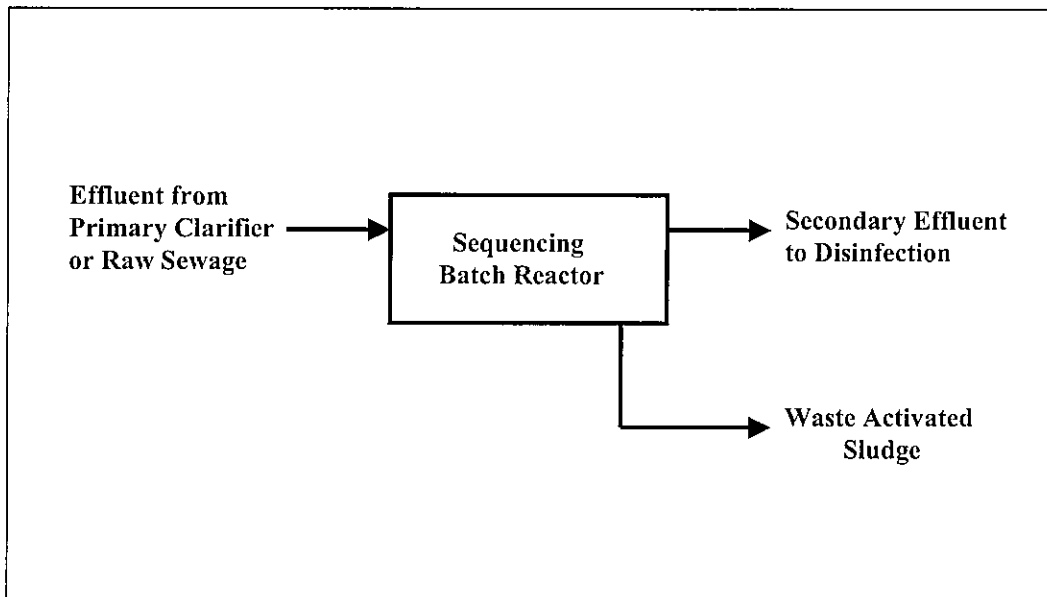 Effluent from
Primary Clarifier
or Raw Sewage
Sequencing
Batch Reactor
Secondary Effluent
to Disinfection
Waste Activated
Sludge